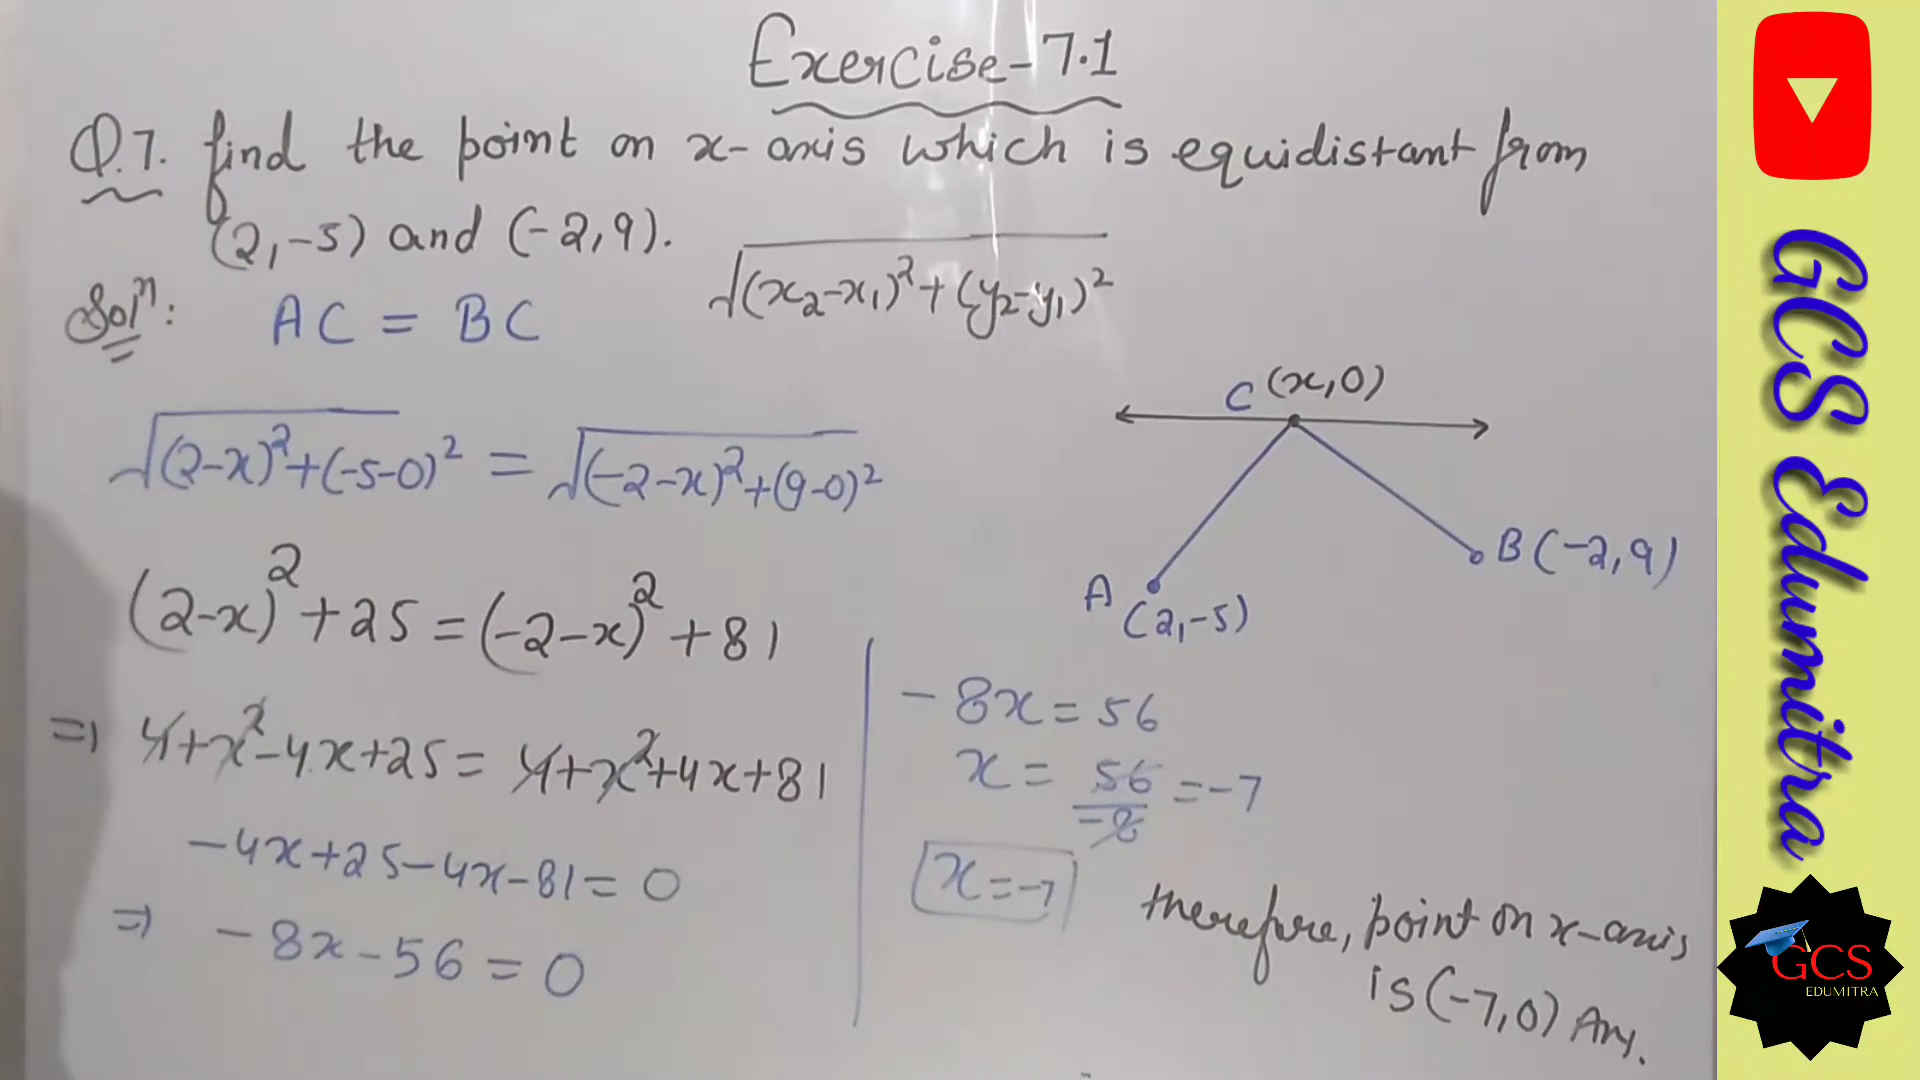 Exercise-7.1
Q.7. find the point on x-axis which is equidistant from
(2,-5) and (-2,9).
√(x₂-x₁)²+(y₂-y₁)²
Solⁿ: AC = BC
C (x,0)
√(2-x)²+(-5-0)² = √(-2-x)²+(9-0)²
B(-2,9)
A (2,-5)
(2-x)²+25=(-2-x)²+81
=) 4+x²-4x+25= 4+x²+4x+81
-4x+25-4x-81= 0
=) -8x-56=0
-8x=56
x= 56/-8 =-7
x=-7
therefore, point on x-axis
is (-7,0) Ans.
GCS Edumitra
GCS
EDUMITRA